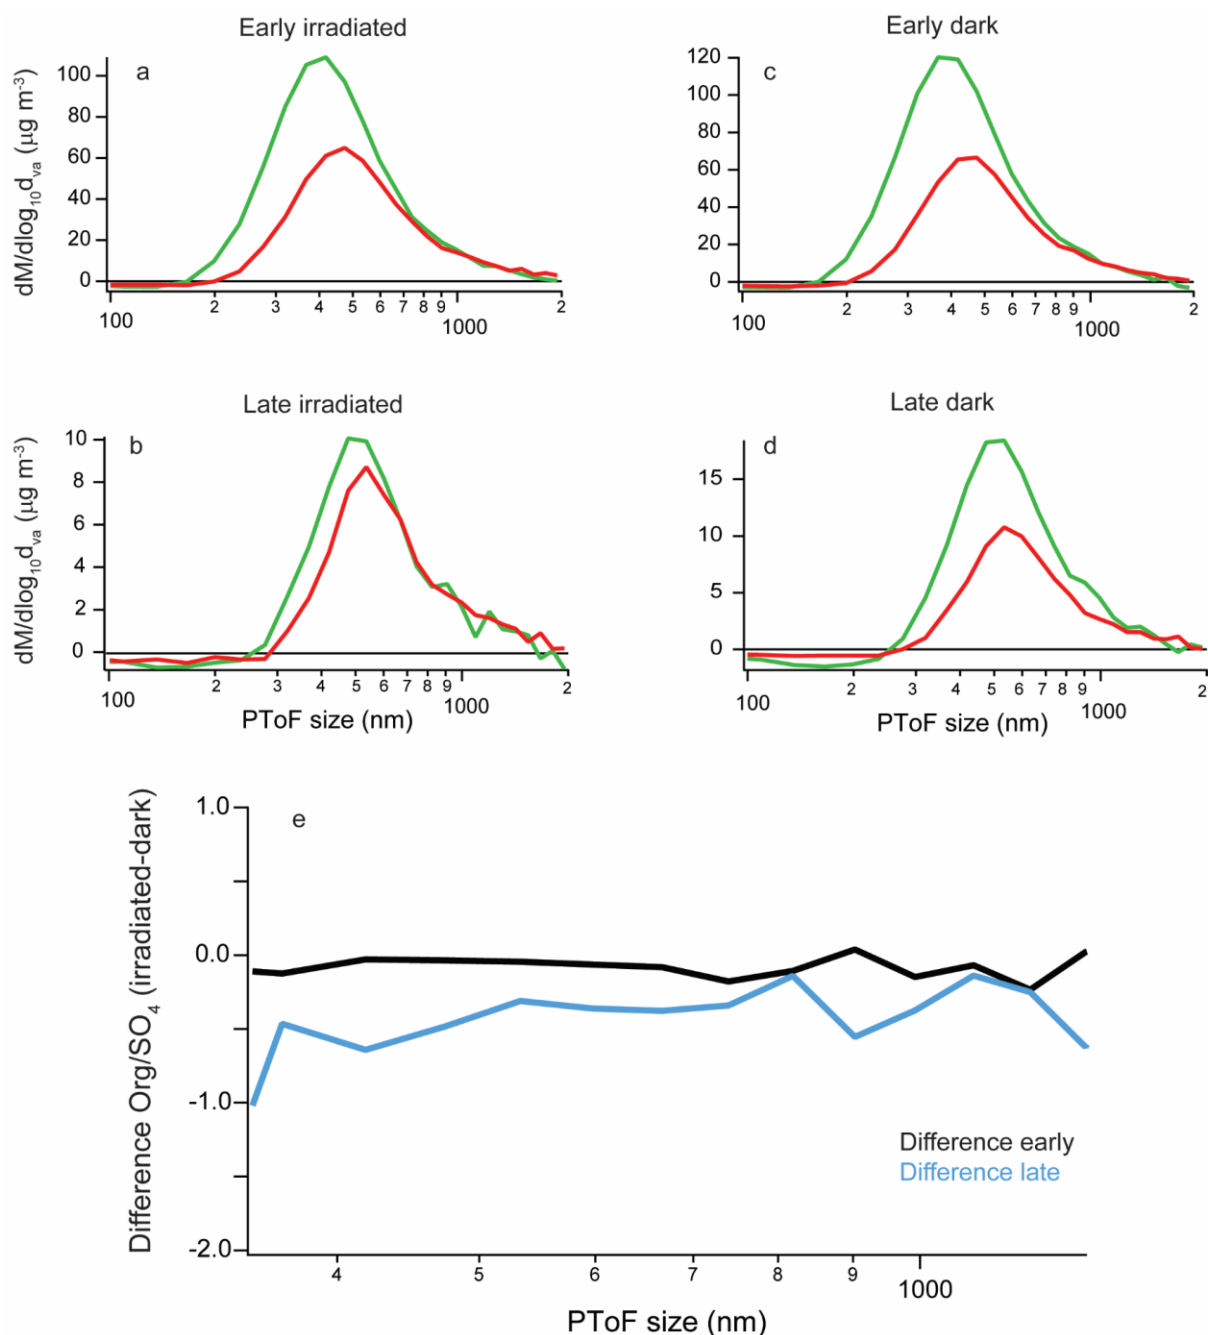 Early irradiated
a
dM/dlog₁₀dᵥₐ (µg m⁻³)
100
80
60
40
20
0
100 2 3 4 5 6 7 8 9 1000 2
Early dark
c
120
100
80
60
40
20
0
100 2 3 4 5 6 7 8 9 1000 2
Late irradiated
b
dM/dlog₁₀dᵥₐ (µg m⁻³)
10
8
6
4
2
0
100 2 3 4 5 6 7 8 9 1000 2
PToF size (nm)
Late dark
d
15
10
5
0
100 2 3 4 5 6 7 8 9 1000 2
PToF size (nm)
e
Difference Org/SO₄ (irradiated-dark)
1.0
0.0
-1.0
-2.0
Difference early
Difference late
4 5 6 7 8 9 1000
PToF size (nm)